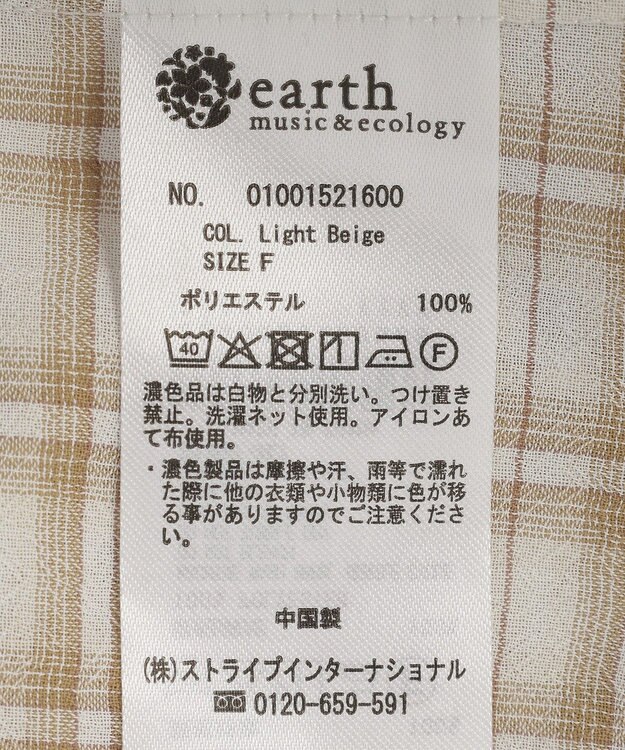 earth
music&ecology
NO. 01001521600
COL. Light Beige
SIZE F
ポリエステル 100%
40 F
濃色品は白物と分別洗い。つけ置き
禁止。洗濯ネット使用。アイロンあ
て布使用。
・濃色製品は摩擦や汗、雨等で濡れ
た際に他の衣類や小物類に色が移
る事がありますのでご注意くださ
い。
中国製
(株)ストライプインターナショナル
0120-659-591